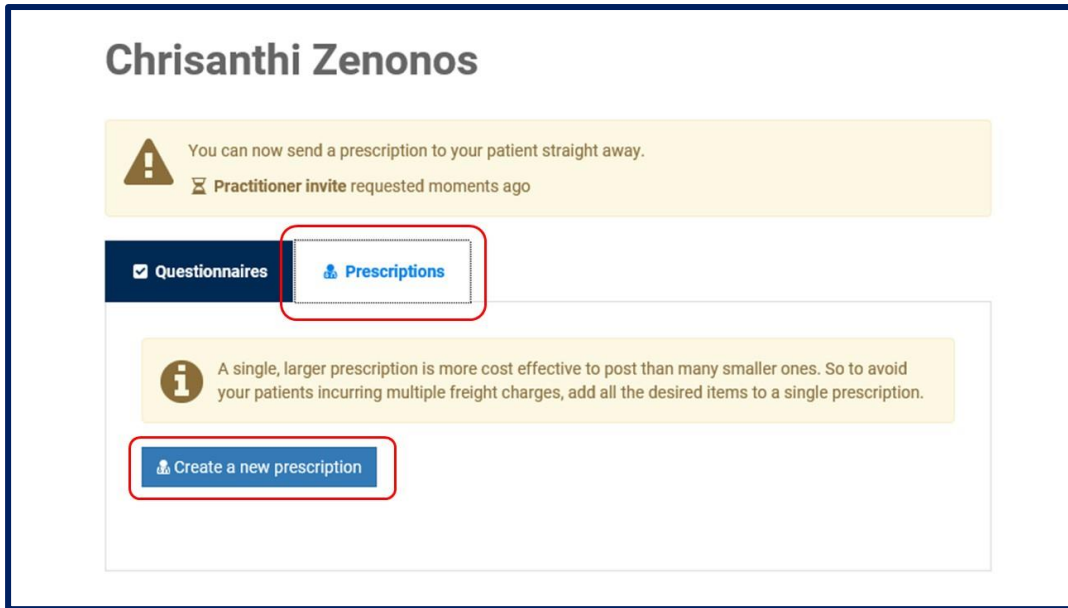 Chrisanthi Zenonos
You can now send a prescription to your patient straight away.
Practitioner invite requested moments ago
Questionnaires
Prescriptions
A single, larger prescription is more cost effective to post than many smaller ones. So to avoid
your patients incurring multiple freight charges, add all the desired items to a single prescription.
Create a new prescription